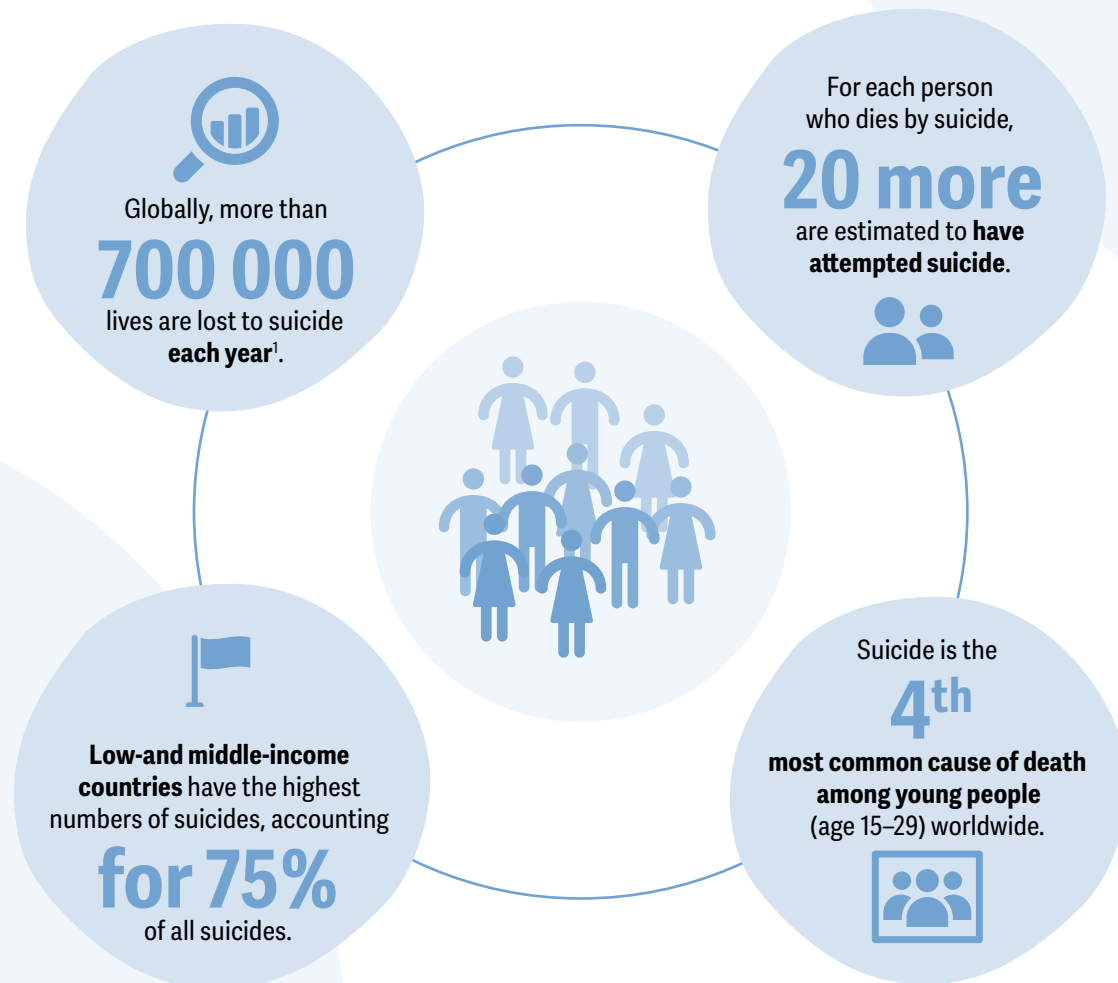 Globally, more than
700 000
lives are lost to suicide
each year¹.
For each person
who dies by suicide,
20 more
are estimated to have
attempted suicide.
Low-and middle-income
countries have the highest
numbers of suicides, accounting
for 75%
of all suicides.
Suicide is the
4th
most common cause of death
among young people
(age 15–29) worldwide.